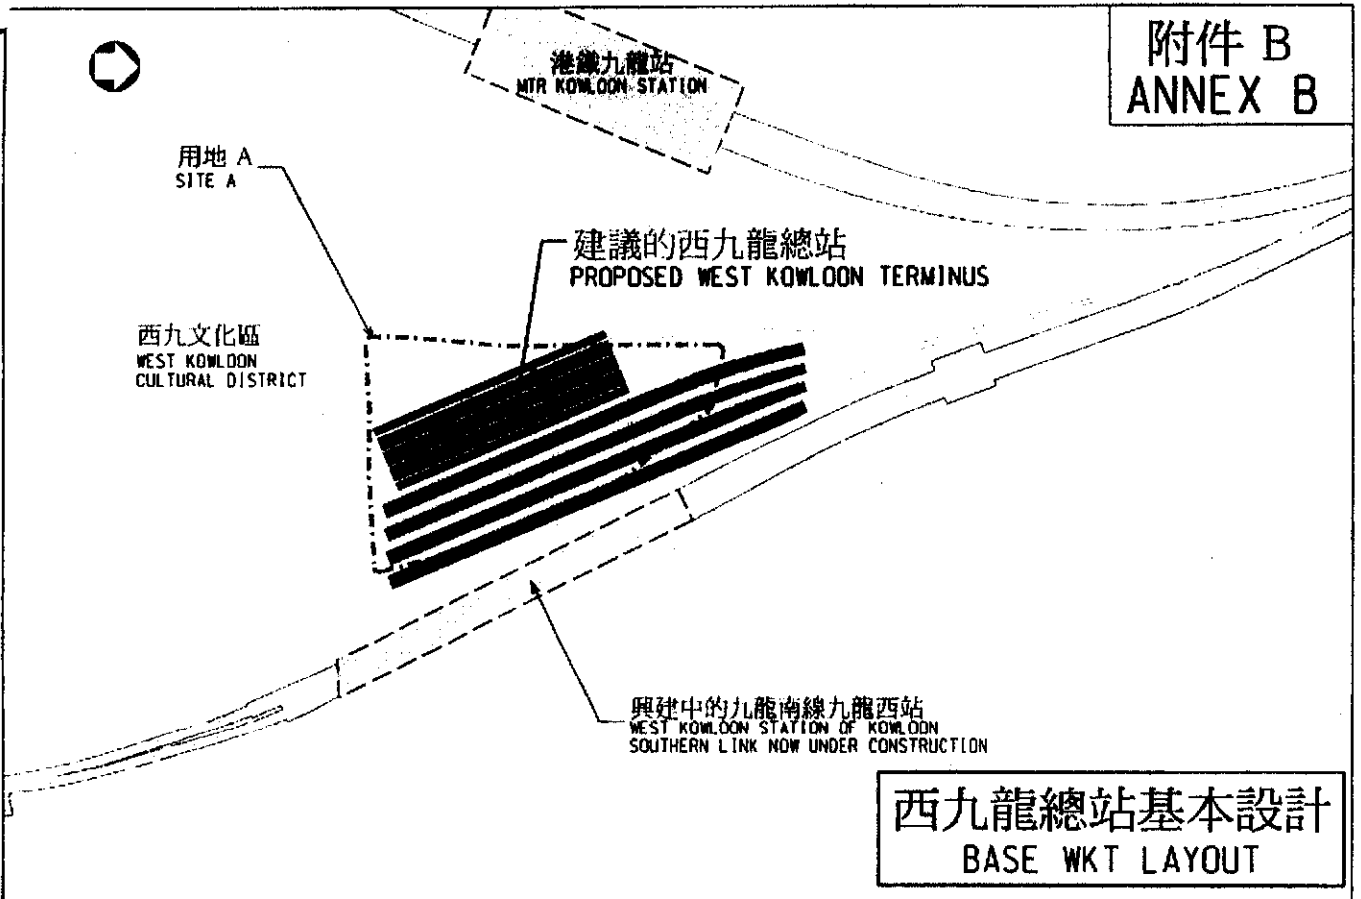 附件 B
ANNEX B
港鐵九龍站
MTR KOWLOON STATION
用地 A
SITE A
建議的西九龍總站
PROPOSED WEST KOWLOON TERMINUS
西九文化區
WEST KOWLOON
CULTURAL DISTRICT
興建中的九龍南線九龍西站
WEST KOWLOON STATION OF KOWLOON
SOUTHERN LINK NOW UNDER CONSTRUCTION
西九龍總站基本設計
BASE WKT LAYOUT